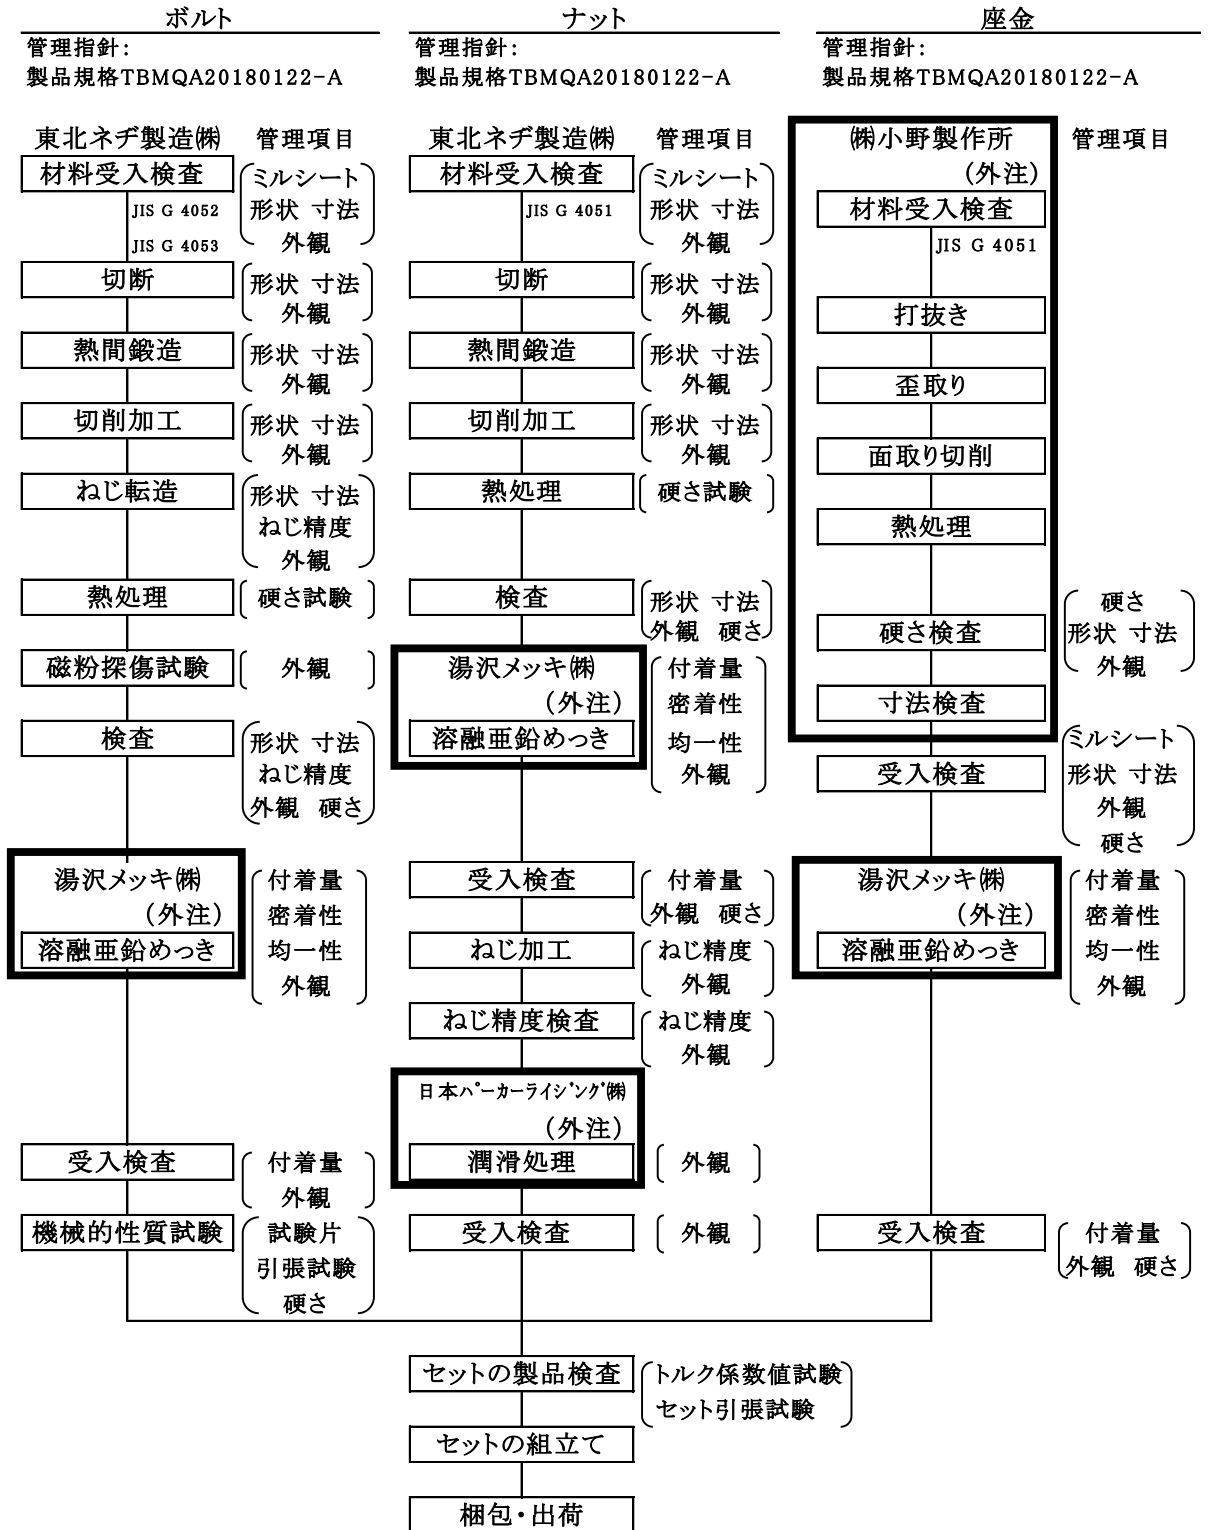 ボルト
管理指針：
製品規格TBMQA20180122-A
東北ネヂ製造㈱ 管理項目
材料受入検査
ミルシート
JIS G 4052
形状 寸法
JIS G 4053
外観
切断
形状 寸法
外観
熱間鍛造
形状 寸法
外観
切削加工
形状 寸法
外観
ねじ転造
形状 寸法
ねじ精度
外観
熱処理
硬さ試験
磁粉探傷試験
外観
検査
形状 寸法
ねじ精度
外観 硬さ
湯沢メッキ㈱
（外注）
溶融亜鉛めっき
付着量
密着性
均一性
外観
受入検査
付着量
外観
機械的性質試験
試験片
引張試験
硬さ
ナット
管理指針：
製品規格TBMQA20180122-A
東北ネヂ製造㈱ 管理項目
材料受入検査
ミルシート
JIS G 4051
形状 寸法
外観
切断
形状 寸法
外観
熱間鍛造
形状 寸法
外観
切削加工
形状 寸法
外観
熱処理
硬さ試験
検査
形状 寸法
外観 硬さ
湯沢メッキ㈱
（外注）
溶融亜鉛めっき
付着量
密着性
均一性
外観
受入検査
付着量
外観 硬さ
ねじ加工
ねじ精度
外観
ねじ精度検査
ねじ精度
外観
日本ﾊﾟｰｶｰﾗｲｼﾞﾝｸﾞ㈱
（外注）
潤滑処理
外観
受入検査
外観
座金
管理指針：
製品規格TBMQA20180122-A
㈱小野製作所 管理項目
（外注）
材料受入検査
JIS G 4051
打抜き
歪取り
面取り切削
熱処理
硬さ検査
硬さ
形状 寸法
外観
寸法検査
受入検査
ミルシート
形状 寸法
外観
硬さ
湯沢メッキ㈱
（外注）
溶融亜鉛めっき
付着量
密着性
均一性
外観
受入検査
付着量
外観 硬さ
セットの製品検査
トルク係数値試験
セット引張試験
セットの組立て
梱包・出荷